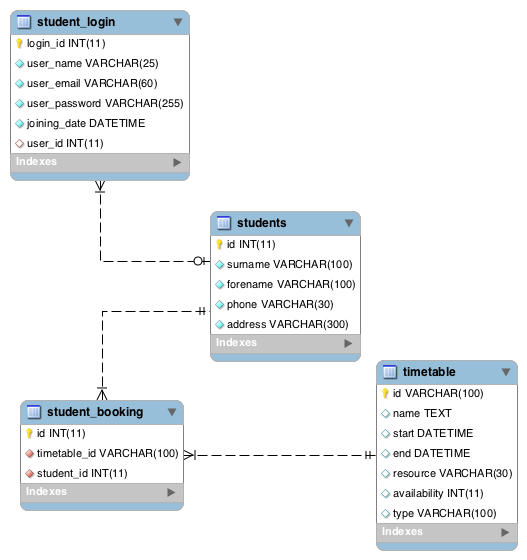 student_login
login_id INT(11)
user_name VARCHAR(25)
user_email VARCHAR(60)
user_password VARCHAR(255)
joining_date DATETIME
user_id INT(11)
Indexes
students
id INT(11)
surname VARCHAR(100)
forename VARCHAR(100)
phone VARCHAR(30)
address VARCHAR(300)
Indexes
timetable
id VARCHAR(100)
name TEXT
start DATETIME
end DATETIME
resource VARCHAR(30)
availability INT(11)
type VARCHAR(100)
Indexes
student_booking
id INT(11)
timetable_id VARCHAR(100)
student_id INT(11)
Indexes